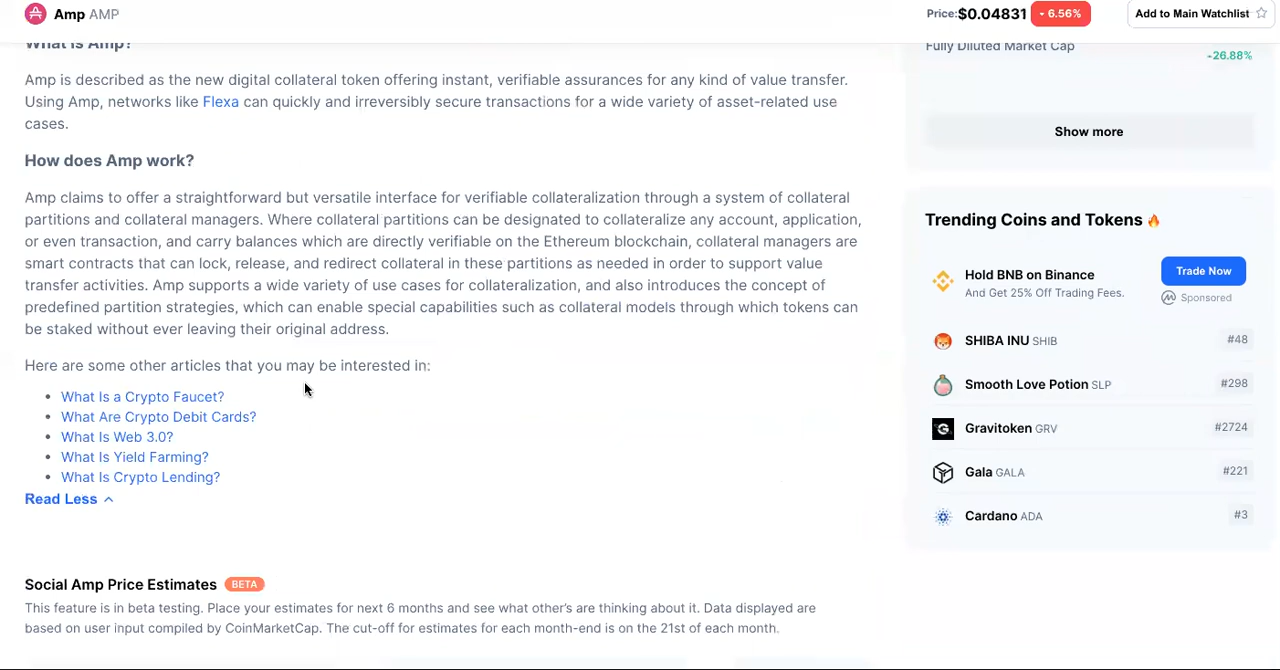 Amp AMP
Price:$0.04831 - 6.56% Add to Main Watchlist
What is Amp?
Amp is described as the new digital collateral token offering instant, verifiable assurances for any kind of value transfer.
Using Amp, networks like Flexa can quickly and irreversibly secure transactions for a wide variety of asset-related use
cases.
How does Amp work?
Amp claims to offer a straightforward but versatile interface for verifiable collateralization through a system of collateral
partitions and collateral managers. Where collateral partitions can be designated to collateralize any account, application,
or even transaction, and carry balances which are directly verifiable on the Ethereum blockchain, collateral managers are
smart contracts that can lock, release, and redirect collateral in these partitions as needed in order to support value
transfer activities. Amp supports a wide variety of use cases for collateralization, and also introduces the concept of
predefined partition strategies, which can enable special capabilities such as collateral models through which tokens can
be staked without ever leaving their original address.
Here are some other articles that you may be interested in:
• What Is a Crypto Faucet?
• What Are Crypto Debit Cards?
• What Is Web 3.0?
• What Is Yield Farming?
• What Is Crypto Lending?
Read Less
Social Amp Price Estimates BETA
This feature is in beta testing. Place your estimates for next 6 months and see what other's are thinking about it. Data displayed are
based on user input compiled by CoinMarketCap. The cut-off for estimates for each month-end is on the 21st of each month.
Fully Diluted Market Cap
-26.88%
Show more
Trending Coins and Tokens
Hold BNB on Binance
And Get 25% Off Trading Fees.
Trade Now
Sponsored
SHIBA INU SHIB #48
Smooth Love Potion SLP #298
Gravitoken GRV #2724
Gala GALA #221
Cardano ADA #3